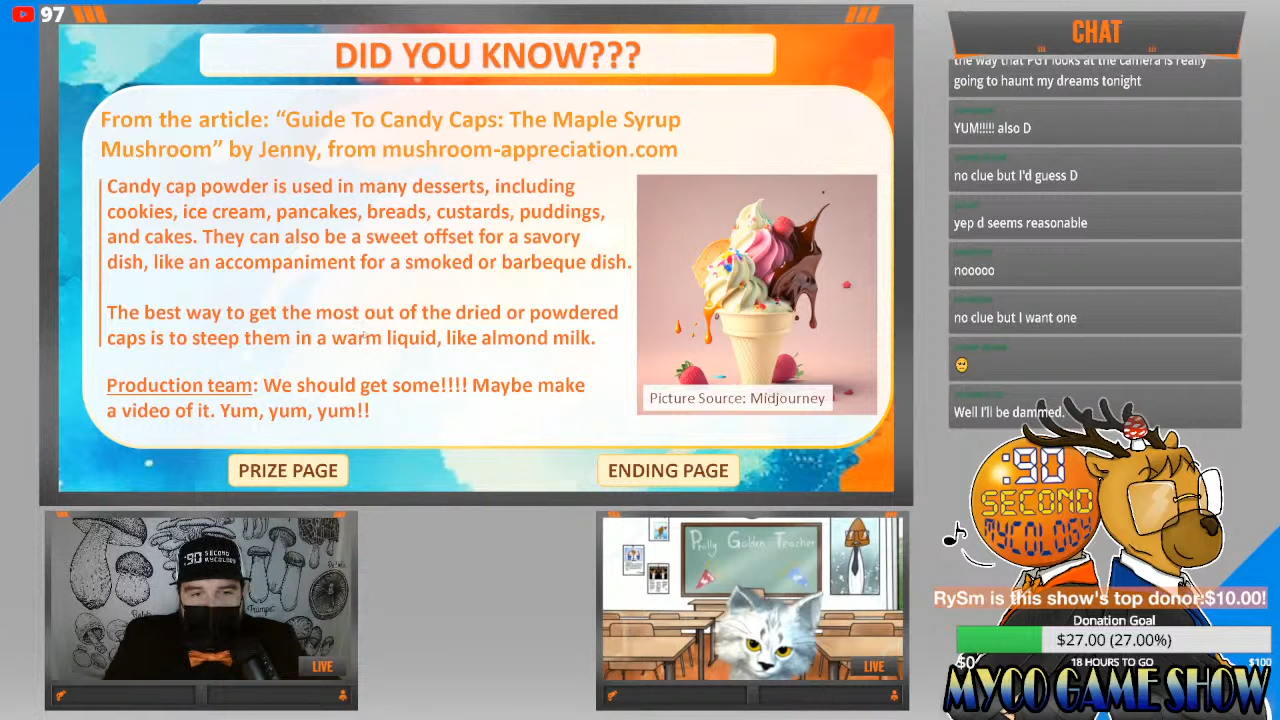 97
DID YOU KNOW???
From the article: “Guide To Candy Caps: The Maple Syrup
Mushroom” by Jenny, from mushroom-appreciation.com
Candy cap powder is used in many desserts, including
cookies, ice cream, pancakes, breads, custards, puddings,
and cakes. They can also be a sweet offset for a savory
dish, like an accompaniment for a smoked or barbeque dish.
The best way to get the most out of the dried or powdered
caps is to steep them in a warm liquid, like almond milk.
Production team: We should get some!!!! Maybe make
a video of it. Yum, yum, yum!!
Picture Source: Midjourney
PRIZE PAGE
ENDING PAGE
CHAT
the way that PGT looks at the camera is really
going to haunt my dreams tonight
YUM!!!!! also D
no clue but I'd guess D
yep d seems reasonable
nooooo
no clue but I want one
Well I'll be dammed.
:90
SECOND
MYCOLOGY
RySm is this show's top donor:$10.00!
Donation Goal
$27.00 (27.00%)
$0
18 HOURS TO GO
$100
MYCO GAME SHOW
:90 SECOND
MYCOLOGY
Trumpet
LIVE
Philly Golden Teacher
LIVE